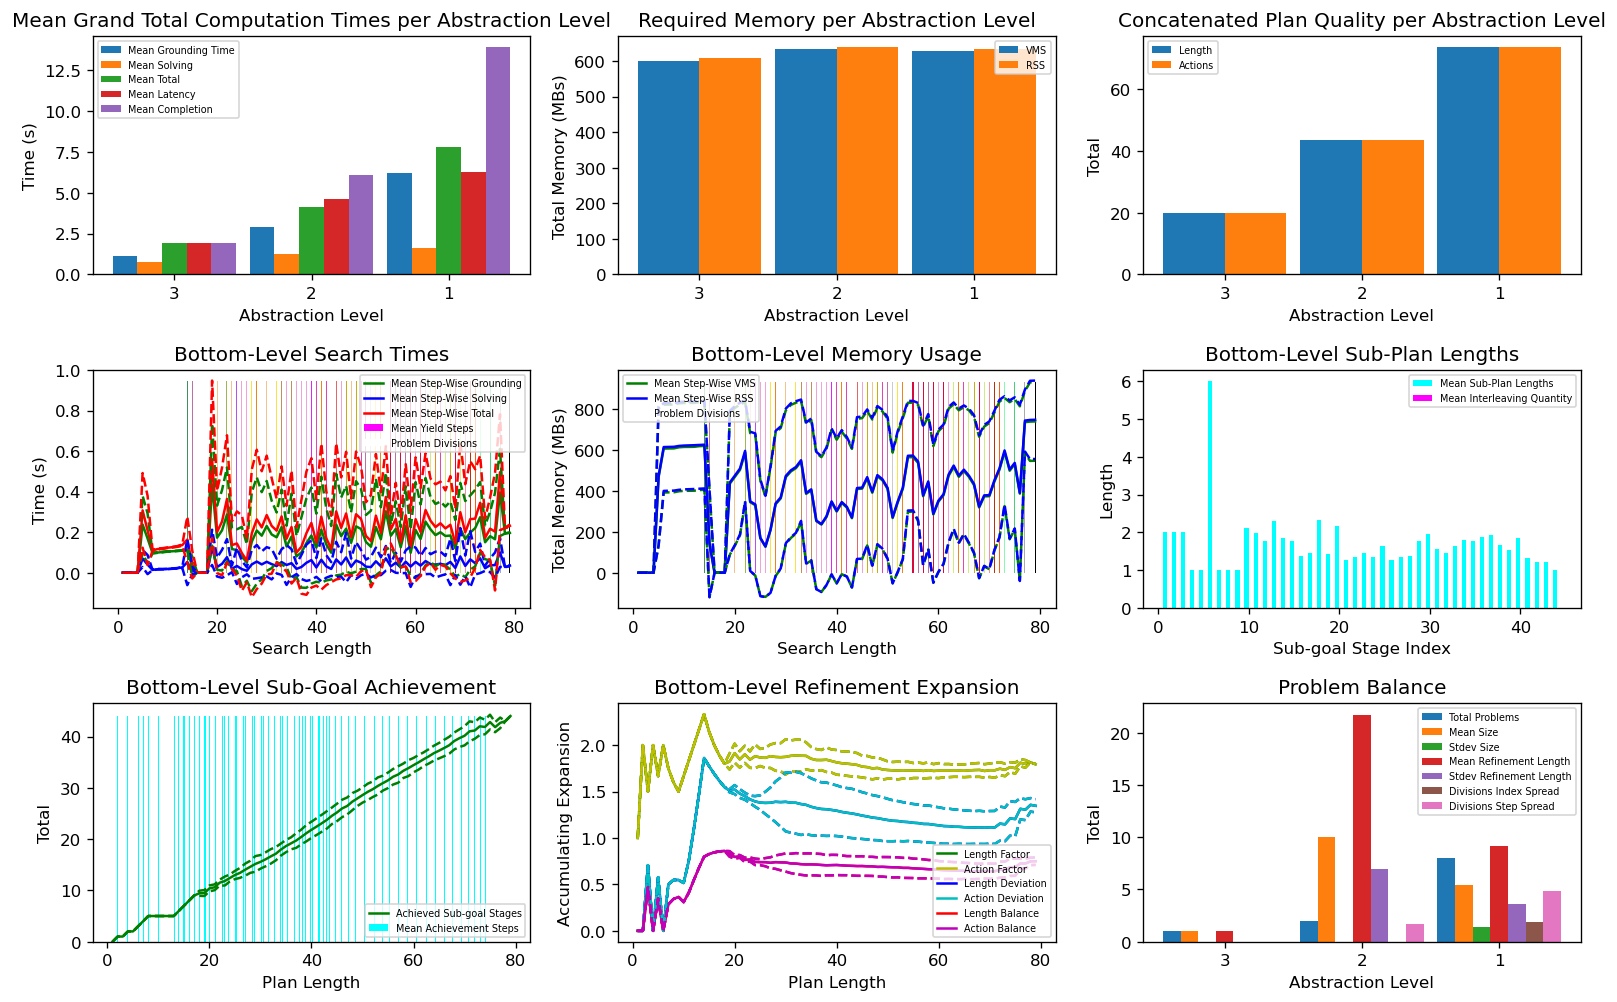 Mean Grand Total Computation Times per Abstraction Level
Mean Grounding Time
Mean Solving
Mean Total
Mean Latency
Mean Completion
Time (s)
12.5
10.0
7.5
5.0
2.5
0.0
3 2 1
Abstraction Level
Required Memory per Abstraction Level
VMS
RSS
Total Memory (MBs)
600
500
400
300
200
100
0
3 2 1
Abstraction Level
Concatenated Plan Quality per Abstraction Level
Length
Actions
Total
60
40
20
0
3 2 1
Abstraction Level
Bottom-Level Search Times
Mean Step-Wise Grounding
Mean Step-Wise Solving
Mean Step-Wise Total
Mean Yield Steps
Problem Divisions
Time (s)
1.0
0.8
0.6
0.4
0.2
0.0
0 20 40 60 80
Search Length
Bottom-Level Memory Usage
Mean Step-Wise VMS
Mean Step-Wise RSS
Problem Divisions
Total Memory (MBs)
800
600
400
200
0
0 20 40 60 80
Search Length
Bottom-Level Sub-Plan Lengths
Mean Sub-Plan Lengths
Mean Interleaving Quantity
Length
6
5
4
3
2
1
0
0 10 20 30 40
Sub-goal Stage Index
Bottom-Level Sub-Goal Achievement
Achieved Sub-goal Stages
Mean Achievement Steps
Total
40
30
20
10
0
0 20 40 60 80
Plan Length
Bottom-Level Refinement Expansion
Length Factor
Action Factor
Length Deviation
Action Deviation
Length Balance
Action Balance
Accumulating Expansion
2.0
1.5
1.0
0.5
0.0
0 20 40 60 80
Plan Length
Problem Balance
Total Problems
Mean Size
Stdev Size
Mean Refinement Length
Stdev Refinement Length
Divisions Index Spread
Divisions Step Spread
Total
20
15
10
5
0
3 2 1
Abstraction Level